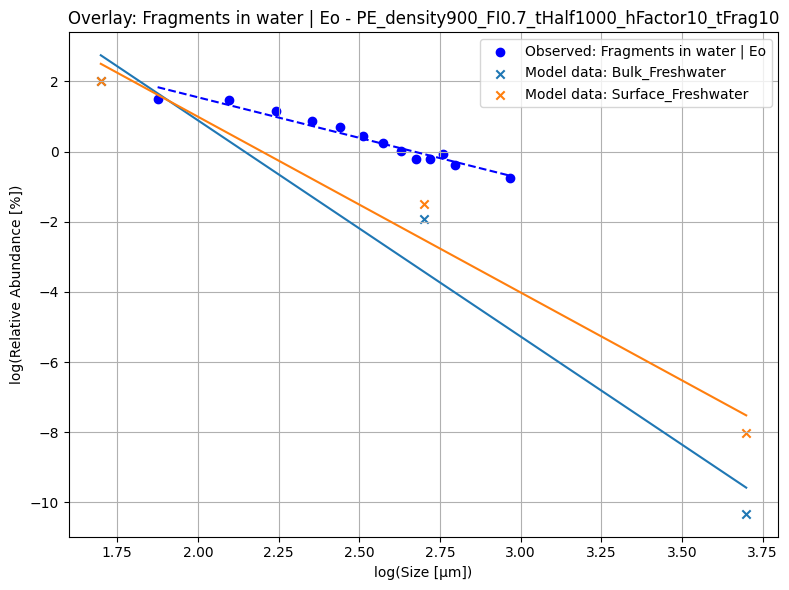 Overlay: Fragments in water | Eo - PE_density900_FI0.7_tHalf1000_hFactor10_tFrag10
Observed: Fragments in water | Eo
Model data: Bulk_Freshwater
Model data: Surface_Freshwater
log(Relative Abundance [%])
2
0
−2
−4
−6
−8
−10
1.75 2.00 2.25 2.50 2.75 3.00 3.25 3.50 3.75
log(Size [µm])